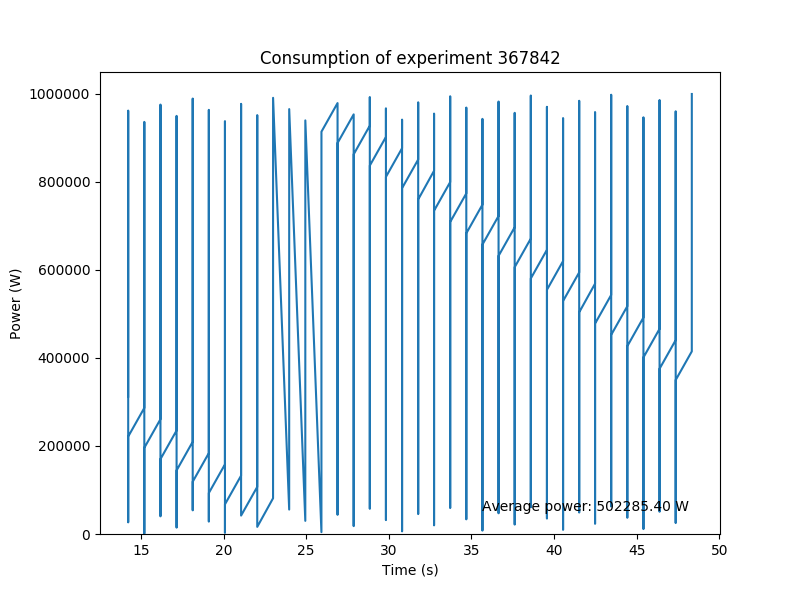 Consumption of experiment 367842
Power (W)
1000000
800000
600000
400000
200000
0
Average power: 502285.40 W
15 20 25 30 35 40 45 50
Time (s)